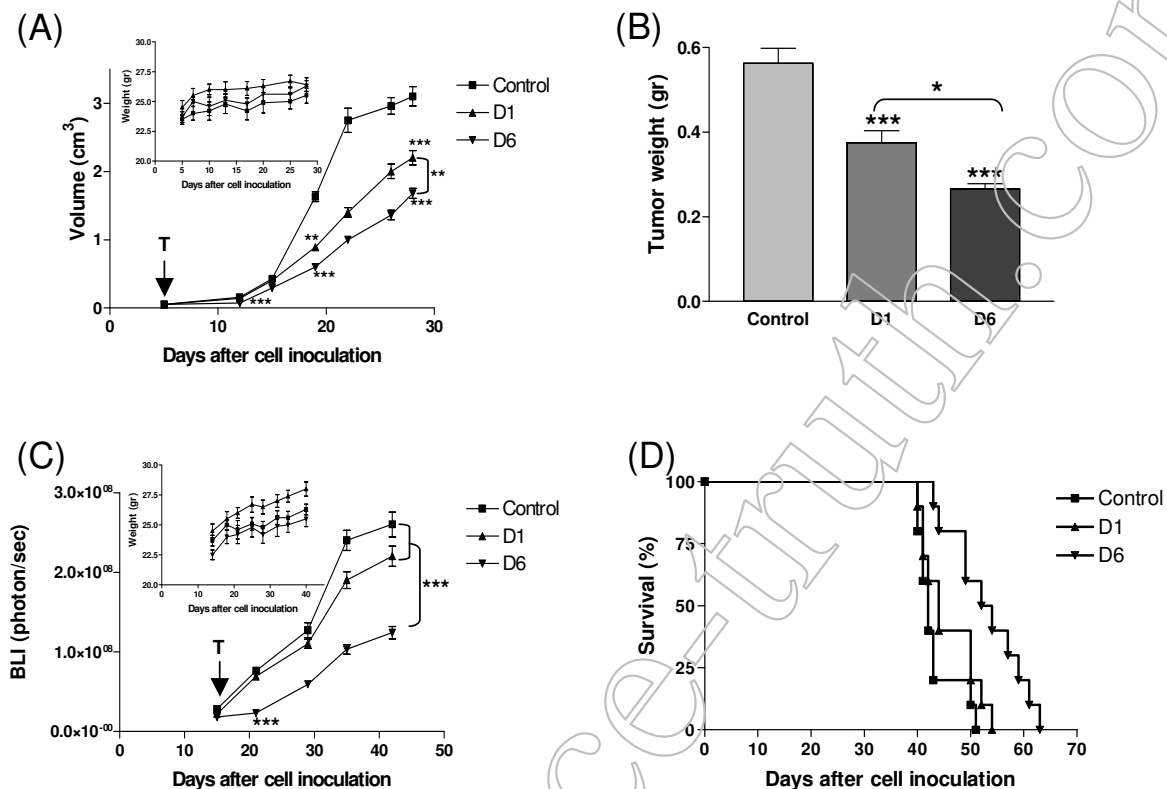 (A)
30.0
27.5
25.0
22.5
20.0
Weight (gr)
0 5 10 15 20 25 30
Days after cell inoculation
Control
D1
D6
3
2
1
0
Volume (cm³)
T
**
***
***
***
**
***
0 10 20 30
Days after cell inoculation
(B)
0.6
0.4
0.2
0.0
Tumor weight (gr)
***
***
*
Control D1 D6
(C)
30.0
27.5
25.0
22.5
20.0
Weight (gr)
0 10 20 30 40
Days after cell inoculation
Control
D1
D6
3.0×10⁰⁸
2.0×10⁰⁸
1.0×10⁰⁸
0.0×10⁻⁰⁰
BLI (photon/sec)
T
***
***
0 10 20 30 40 50
Days after cell inoculation
(D)
100
75
50
25
0
Survival (%)
Control
D1
D6
0 10 20 30 40 50 60 70
Days after cell inoculation
ce-truth.co